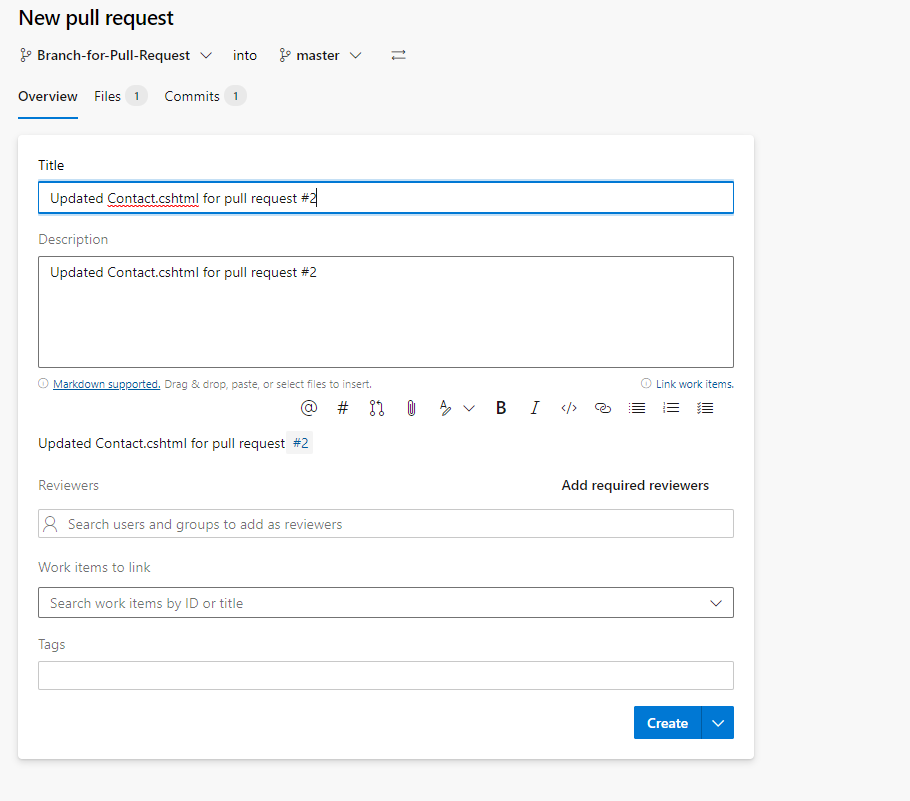 New pull request
Branch-for-Pull-Request into master
Overview Files 1 Commits 1
Title
Updated Contact.cshtml for pull request #2
Description
Updated Contact.cshtml for pull request #2
Markdown supported. Drag & drop, paste, or select files to insert. Link work items.
@ # B I </>
Updated Contact.cshtml for pull request #2
Reviewers Add required reviewers
Search users and groups to add as reviewers
Work items to link
Search work items by ID or title
Tags
Create